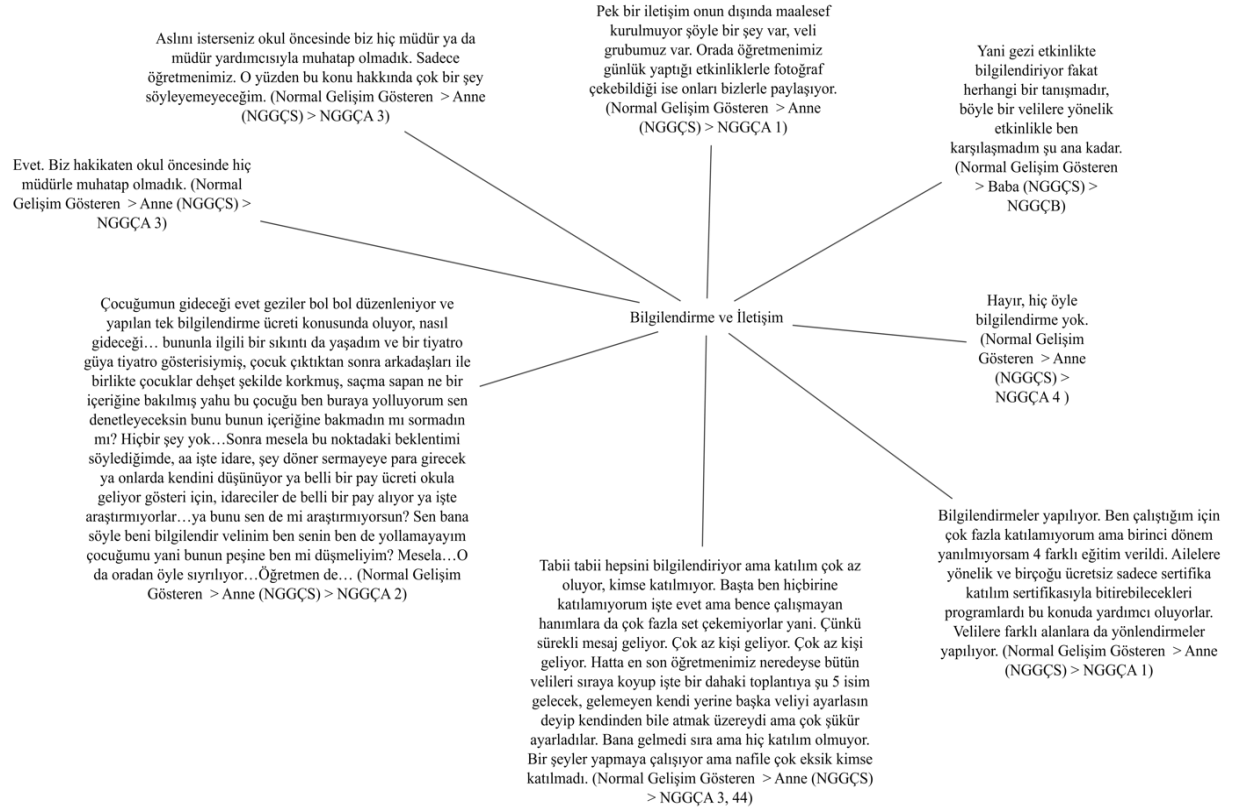 Pek bir iletişim onun dışında maalesef
kurulmuyor şöyle bir şey var, veli
grubumuz var. Orada öğretmenimiz
günlük yaptığı etkinliklerle fotoğraf
çekebildiği ise onları bizlerle paylaşıyor.
(Normal Gelişim Gösteren > Anne
(NGGÇS) > NGGÇA 1)
Aslını isterseniz okul öncesinde biz hiç müdür ya da
müdür yardımcısıyla muhatap olmadık. Sadece
öğretmenimiz. O yüzden bu konu hakkında çok bir şey
söyleyemeyeceğim. (Normal Gelişim Gösteren > Anne
(NGGÇS) > NGGÇA 3)
Yani gezi etkinlikte
bilgilendiriyor fakat
herhangi bir tanışmadır,
böyle bir velilere yönelik
etkinlikle ben
karşılaşmadım şu ana kadar.
(Normal Gelişim Gösteren
> Baba (NGGÇS) >
NGGÇB)
Evet. Biz hakikaten okul öncesinde hiç
müdürle muhatap olmadık. (Normal
Gelişim Gösteren > Anne (NGGÇS) >
NGGÇA 3)
Bilgilendirme ve İletişim
Hayır, hiç öyle
bilgilendirme yok.
(Normal Gelişim
Gösteren > Anne
(NGGÇS) >
NGGÇA 4 )
Çocuğumun gideceği evet geziler bol bol düzenleniyor ve
yapılan tek bilgilendirme ücreti konusunda oluyor, nasıl
gideceği… bununla ilgili bir sıkıntı da yaşadım ve bir tiyatro
güya tiyatro gösterisiymiş, çocuk çıktıktan sonra arkadaşları ile
birlikte çocuklar dehşet şekilde korkmuş, saçma sapan ne bir
içeriğine bakılmış yahu bu çocuğu ben buraya yolluyorum sen
denetleyeceksin bunu bunun içeriğine bakmadın mı sormadın
mı? Hiçbir şey yok…Sonra mesela bu noktadaki beklentimi
söylediğimde, aa işte idare, şey döner sermayeye para girecek
ya onlarda kendini düşünüyor ya belli bir pay ücreti okula
geliyor gösteri için, idareciler de belli bir pay alıyor ya işte
araştırmıyorlar…ya bunu sen de mi araştırmıyorsun? Sen bana
söyle beni bilgilendir velinim ben senin ben de yollamayayım
çocuğumu yani bunun peşine ben mi düşmeliyim? Mesela…O
da oradan öyle sıyrılıyor…Öğretmen de… (Normal Gelişim
Gösteren > Anne (NGGÇS) > NGGÇA 2)
Bilgilendirmeler yapılıyor. Ben çalıştığım için
çok fazla katılamıyorum ama birinci dönem
yanılmıyorsam 4 farklı eğitim verildi. Ailelere
yönelik ve birçoğu ücretsiz sadece sertifika
katılım sertifikasıyla bitirebilecekleri
programlardı bu konuda yardımcı oluyorlar.
Velilere farklı alanlara da yönlendirmeler
yapılıyor. (Normal Gelişim Gösteren > Anne
(NGGÇS) > NGGÇA 1)
Tabii tabii hepsini bilgilendiriyor ama katılım çok az
oluyor, kimse katılmıyor. Başta ben hiçbirine
katılamıyorum işte evet ama bence çalışmayan
hanımlara da çok fazla set çekemiyorlar yani. Çünkü
sürekli mesaj geliyor. Çok az kişi geliyor. Çok az kişi
geliyor. Hatta en son öğretmenimiz neredeyse bütün
velileri sıraya koyup işte bir dahaki toplantıya şu 5 isim
gelecek, gelemeyen kendi yerine başka veliyi ayarlasın
deyip kendinden bile atmak üzereydi ama çok şükür
ayarladılar. Bana gelmedi sıra ama hiç katılım olmuyor.
Bir şeyler yapmaya çalışıyor ama nafile çok eksik kimse
katılmadı. (Normal Gelişim Gösteren > Anne (NGGÇS)
> NGGÇA 3, 44)